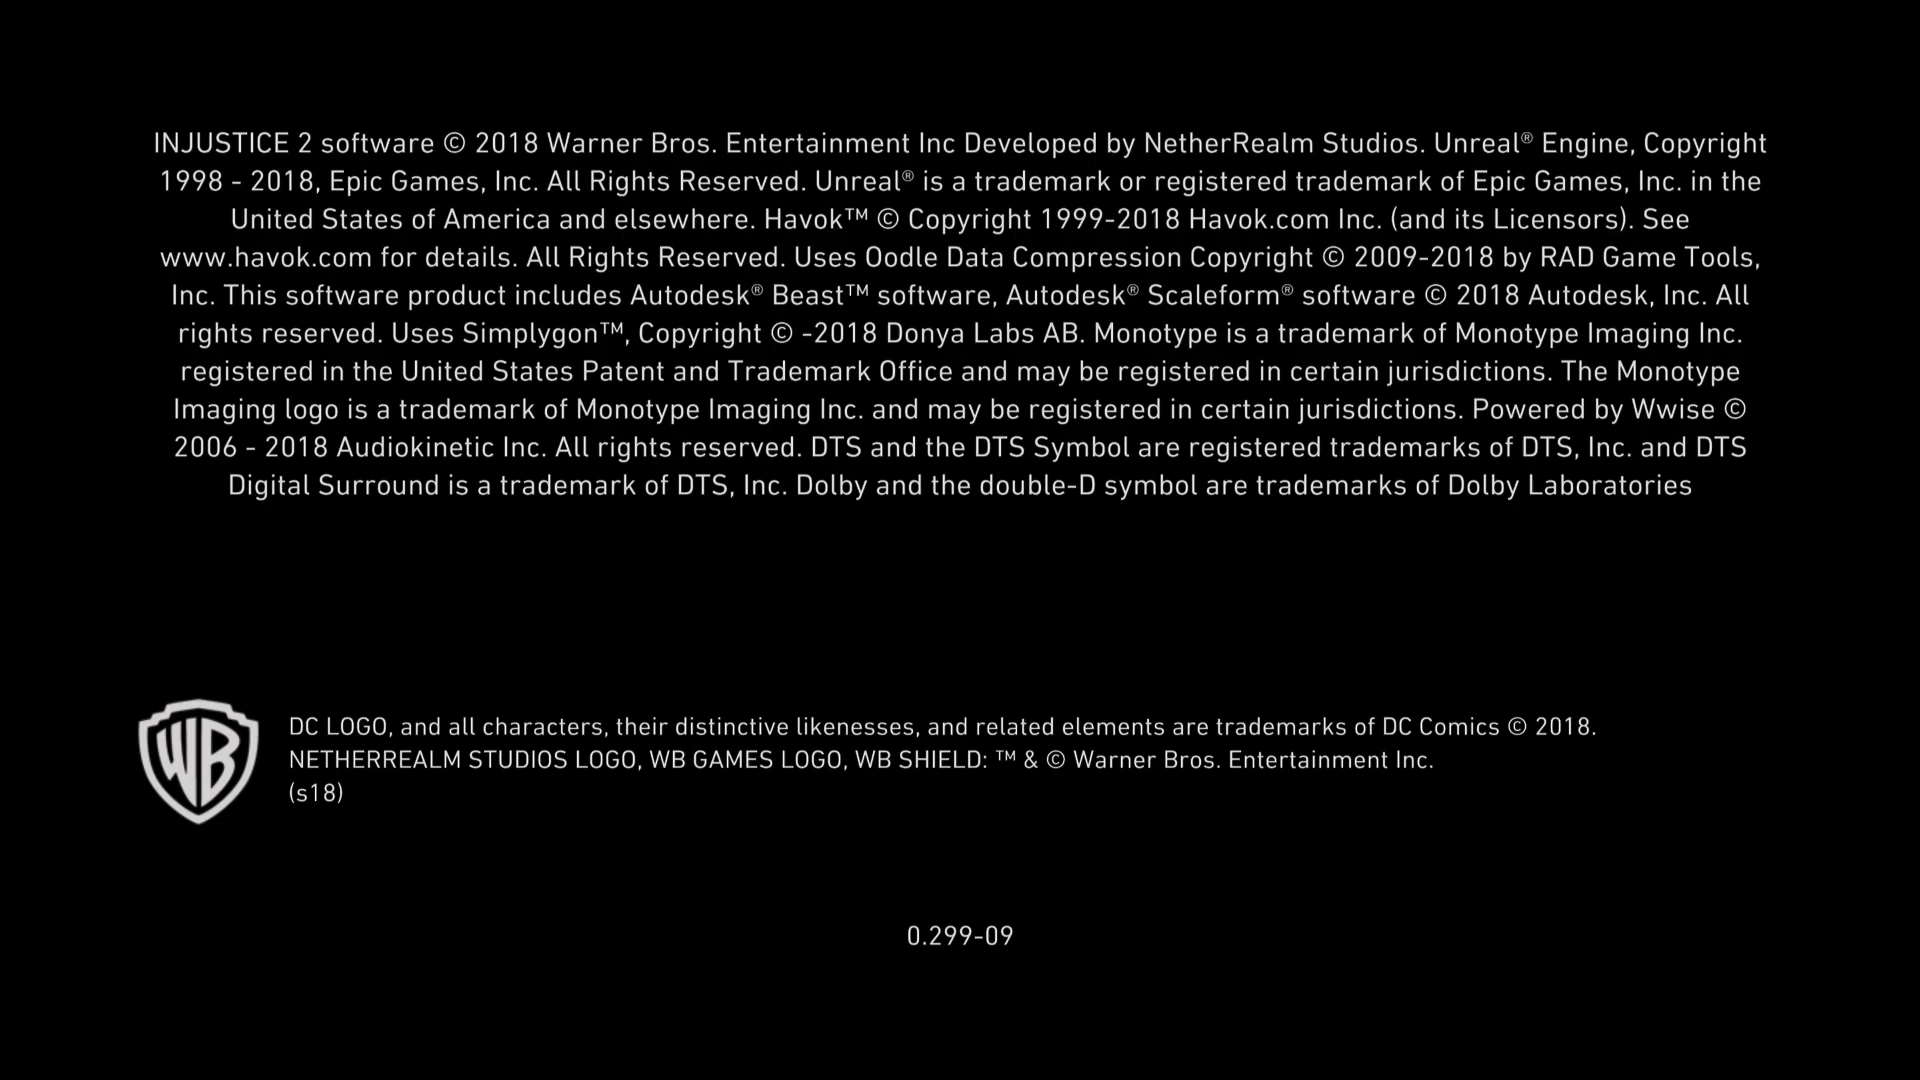 INJUSTICE 2 software © 2018 Warner Bros. Entertainment Inc Developed by NetherRealm Studios. Unreal® Engine, Copyright
1998 - 2018, Epic Games, Inc. All Rights Reserved. Unreal® is a trademark or registered trademark of Epic Games, Inc. in the
United States of America and elsewhere. Havok™ © Copyright 1999-2018 Havok.com Inc. (and its Licensors). See
www.havok.com for details. All Rights Reserved. Uses Oodle Data Compression Copyright © 2009-2018 by RAD Game Tools,
Inc. This software product includes Autodesk® Beast™ software, Autodesk® Scaleform® software © 2018 Autodesk, Inc. All
rights reserved. Uses Simplygon™, Copyright © -2018 Donya Labs AB. Monotype is a trademark of Monotype Imaging Inc.
registered in the United States Patent and Trademark Office and may be registered in certain jurisdictions. The Monotype
Imaging logo is a trademark of Monotype Imaging Inc. and may be registered in certain jurisdictions. Powered by Wwise ©
2006 - 2018 Audiokinetic Inc. All rights reserved. DTS and the DTS Symbol are registered trademarks of DTS, Inc. and DTS
Digital Surround is a trademark of DTS, Inc. Dolby and the double-D symbol are trademarks of Dolby Laboratories
WB
DC LOGO, and all characters, their distinctive likenesses, and related elements are trademarks of DC Comics © 2018.
NETHERREALM STUDIOS LOGO, WB GAMES LOGO, WB SHIELD: ™ & © Warner Bros. Entertainment Inc.
(s18)
0.299-09